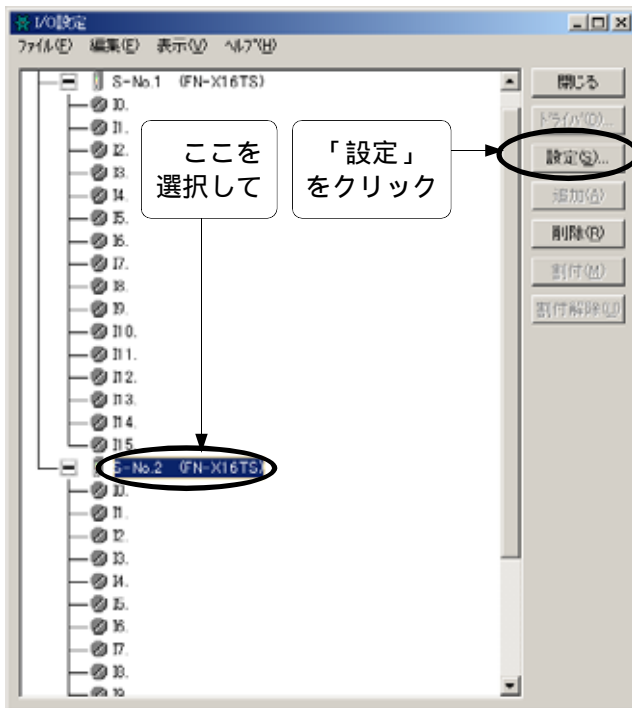 I/O設定
ファイル(F) 編集(E) 表示(V) ヘルプ(H)
S-No.1 (FN-X16TS)
I0.
I1.
I2.
I3.
I4.
I5.
I6.
I7.
I8.
I9.
I10.
I11.
I12.
I13.
I14.
I15.
S-No.2 (FN-X16TS)
I0.
I1.
I2.
I3.
I4.
I5.
I6.
I7.
I8.
I9.
ここを
選択して
「設定」
をクリック
閉じる
ドライバ(D)...
設定(S)...
追加(A)
削除(R)
割付(M)
割付解除(U)